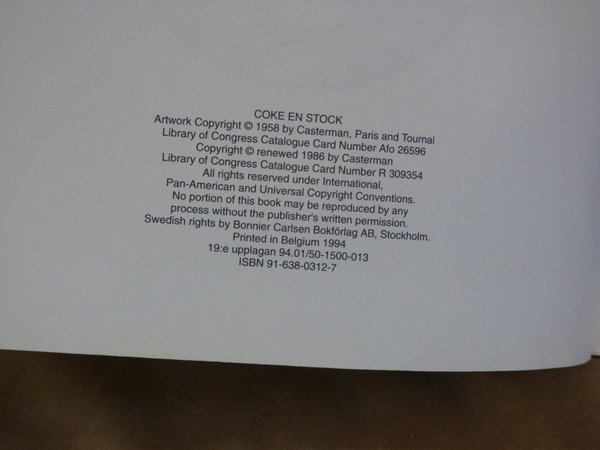 COKE EN STOCK
Artwork Copyright © 1958 by Casterman, Paris and Tournai
Library of Congress Catalogue Card Number Afo 26596
Copyright © renewed 1986 by Casterman
Library of Congress Catalogue Card Number R 309354
All rights reserved under International,
Pan-American and Universal Copyright Conventions.
No portion of this book may be reproduced by any
process without the publisher's written permission.
Swedish rights by Bonnier Carlsen Bokförlag AB, Stockholm.
Printed in Belgium 1994
19:e upplagan 94.01/50-1500-013
ISBN 91-638-0312-7